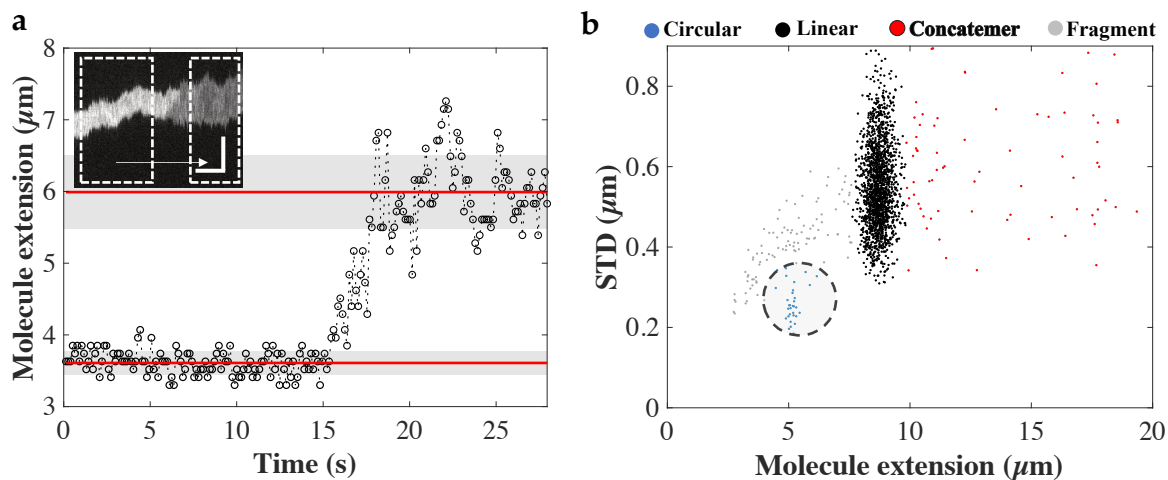 a
8
7
6
5
4
3
Molecule extension (µm)
0
5
10
15
20
25
Time (s)
b
Circular
Linear
Concatemer
Fragment
0.8
0.6
0.4
0.2
0
STD (µm)
0
5
10
15
20
Molecule extension (µm)